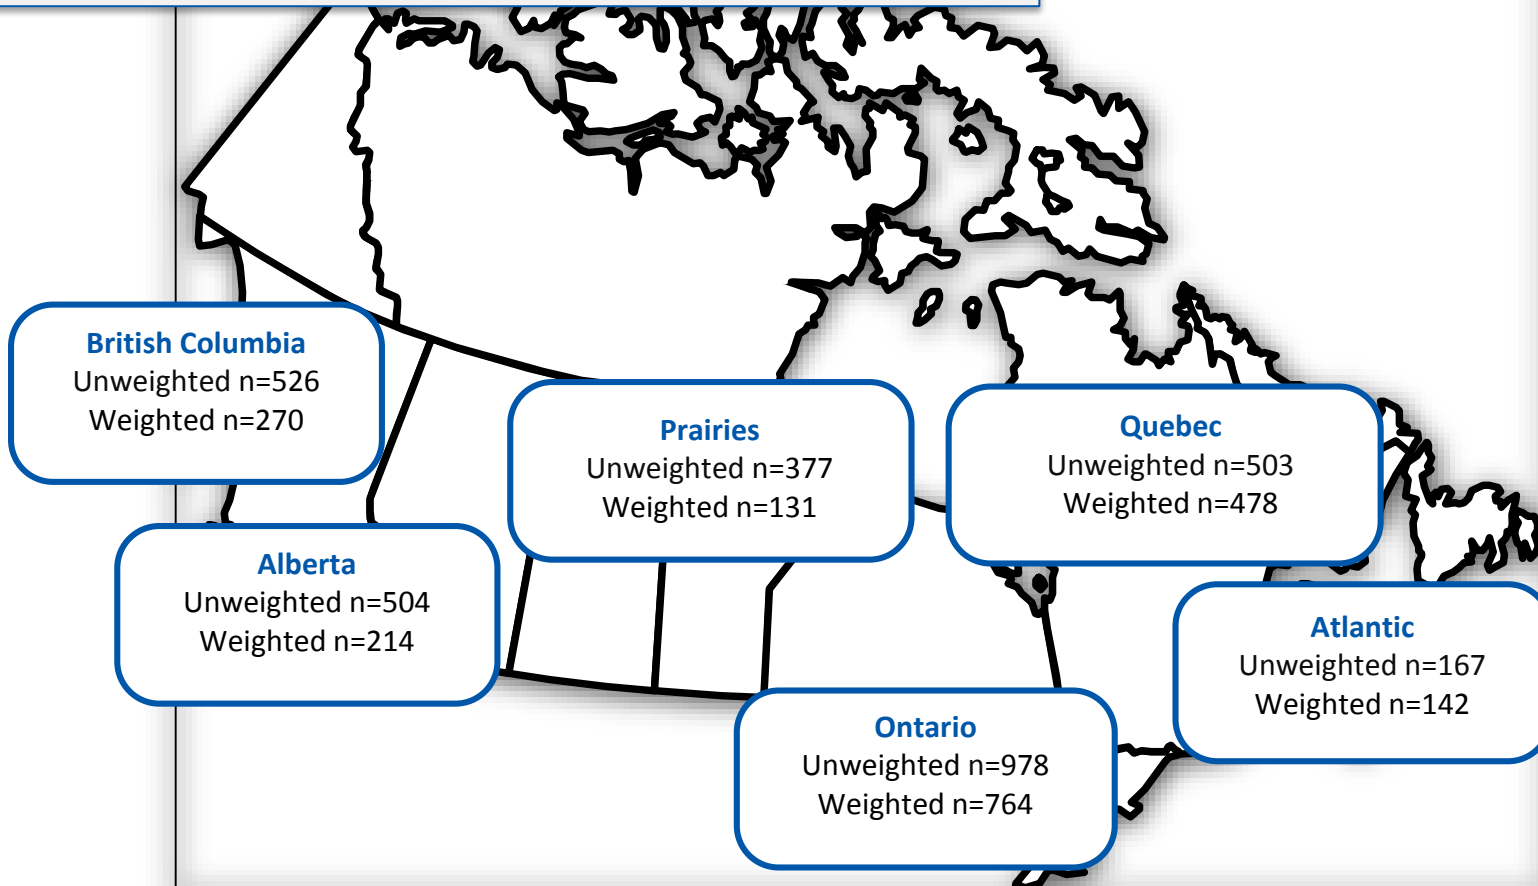 British Columbia
Unweighted n=526
Weighted n=270
Prairies
Unweighted n=377
Weighted n=131
Quebec
Unweighted n=503
Weighted n=478
Alberta
Unweighted n=504
Weighted n=214
Atlantic
Unweighted n=167
Weighted n=142
Ontario
Unweighted n=978
Weighted n=764